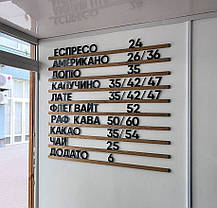 ЕСПРЕСО 24
АМЕРИКАНО 26/36
ДОПІО 35
КАПУЧИНО 35/42/47
ЛАТЕ 35/42/47
ФЛЕТ ВАЙТ 52
РАФ КАВА 50/60
КАКАО 35/54
ЧАЙ 25
ДОДАТО 6